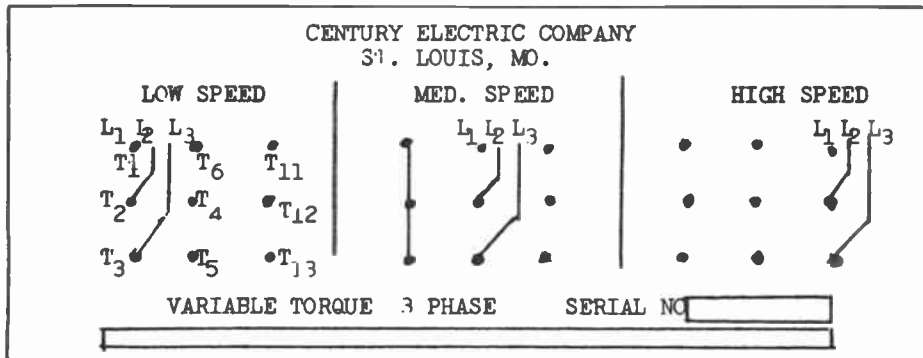 CENTURY ELECTRIC COMPANY
ST. LOUIS, MO.
LOW SPEED MED. SPEED HIGH SPEED
L1 L2 L3 L1 L2 L3 L1 L2 L3
T1 T6 T11
T2 T4 T12
T3 T5 T13
VARIABLE TORQUE 3 PHASE SERIAL NO